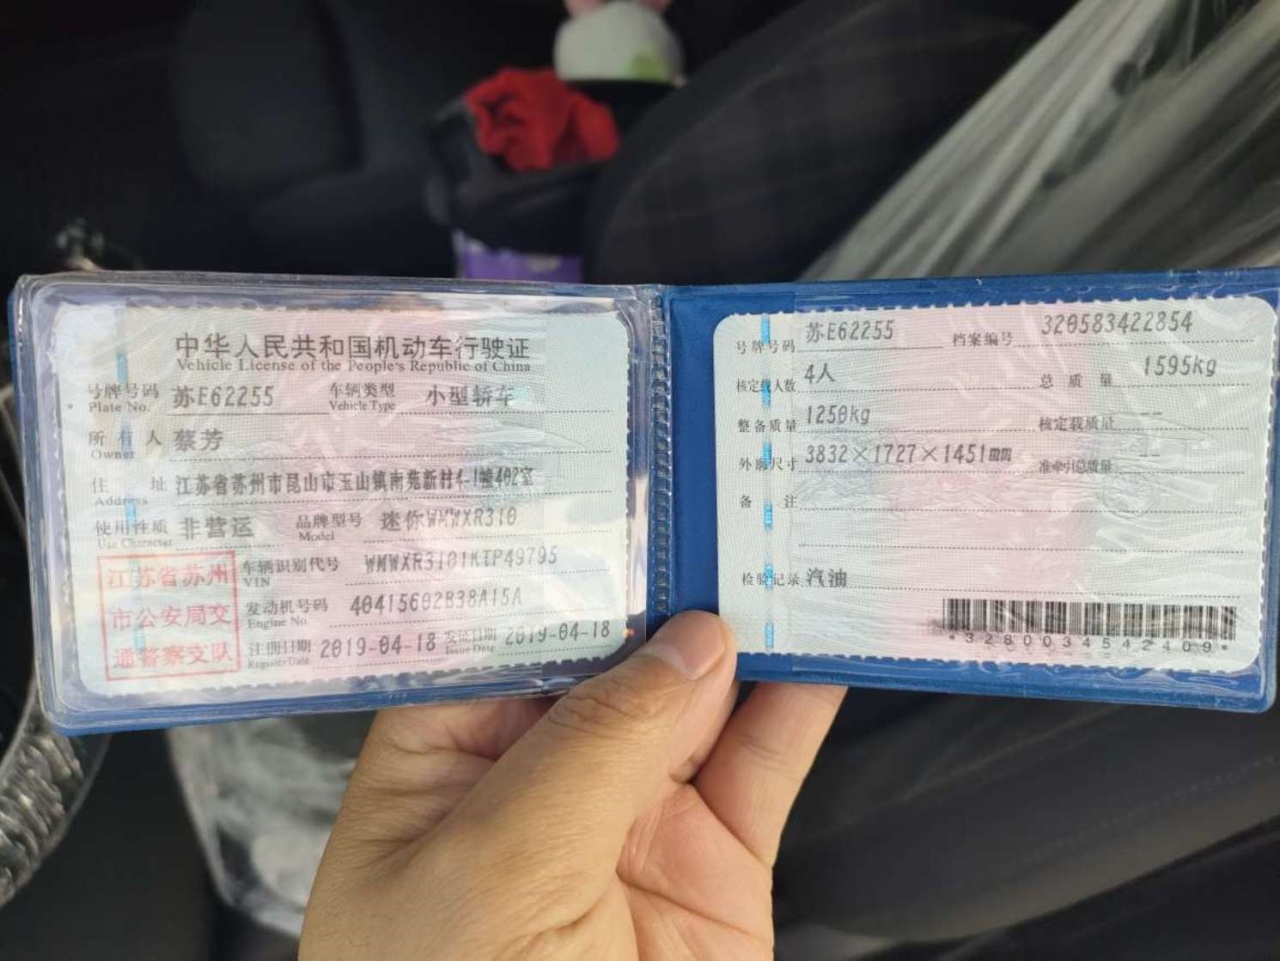 中华人民共和国机动车行驶证
Vehicle License of the People's Republic of China
号牌号码 苏E62255 车辆类型 小型轿车
Plate No. Vehicle Type
所有人 蔡芳
Owner
住址 江苏省苏州市昆山市玉山镇南苑新村4-1幢402室
Address
使用性质 非营运 品牌型号 迷你WMWXR310
Use Character Model
江苏省苏州市公安局交通警察支队
车辆识别代号 WMWXR3101KTP49795
VIN
发动机号码 40415602B38A15A
Engine No.
注册日期 2019-04-18 发证日期 2019-04-18
Register Date Issue Date
号牌号码 苏E62255 档案编号 320583422854
核定载人数 4人 总质量 1595kg
整备质量 1250kg 核定载质量 --
外廓尺寸 3832×1727×1451mm 准牵引总质量 --
备注
检验记录 汽油
*3280034542409*